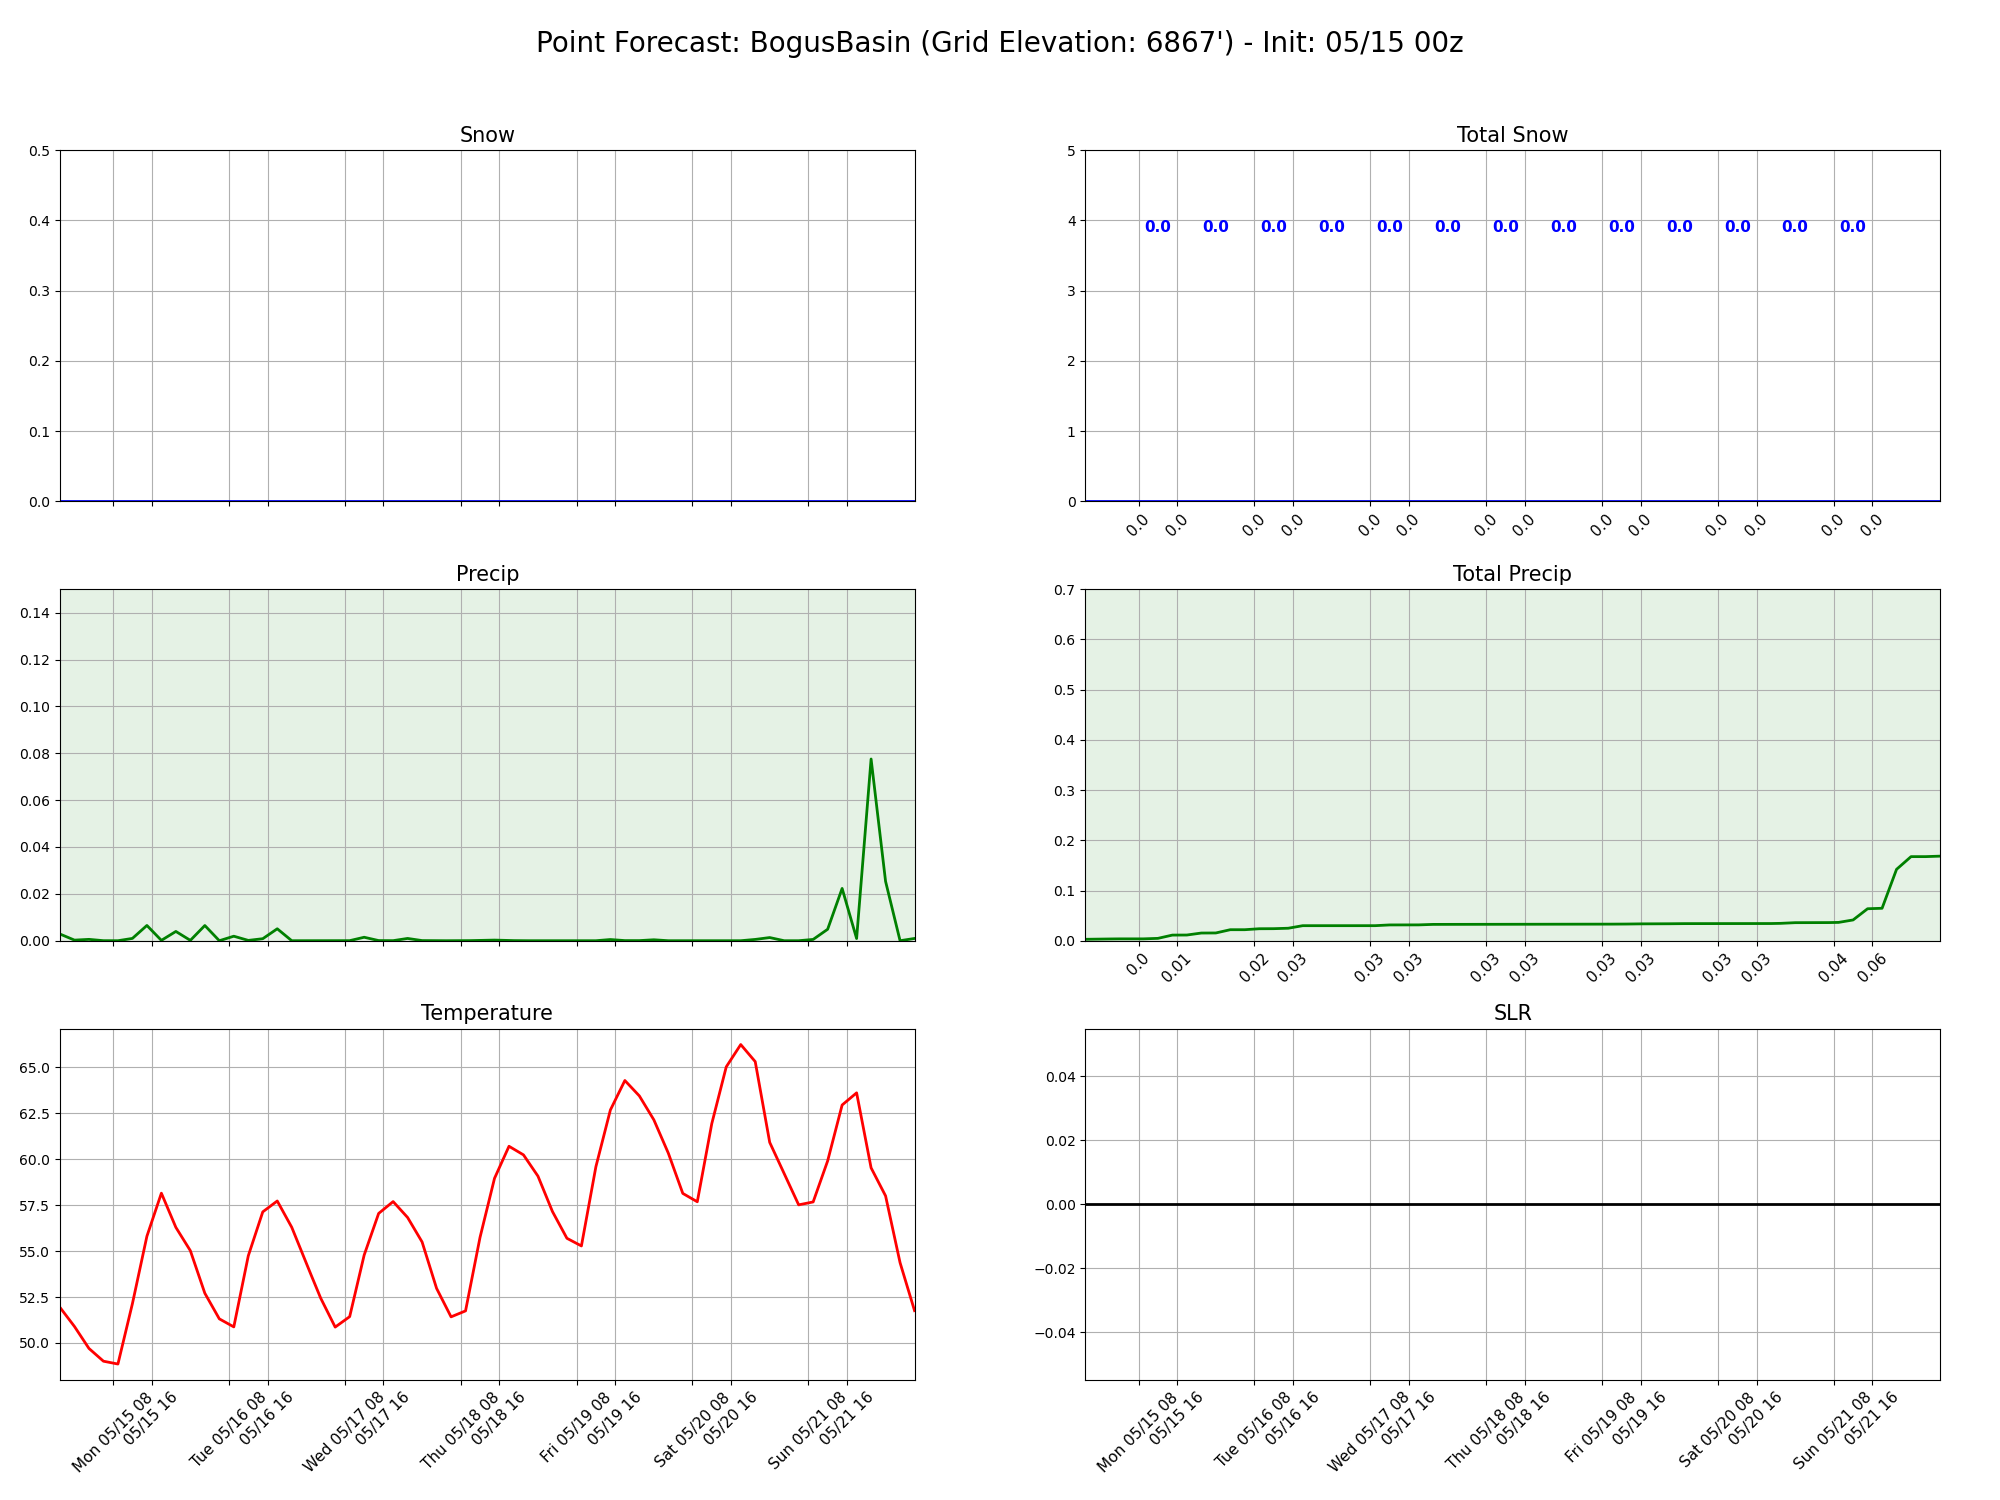 Point Forecast: BogusBasin (Grid Elevation: 6867') - Init: 05/15 00z
Snow
0.5
0.4
0.3
0.2
0.1
0.0
Total Snow
5
4
3
2
1
0
0.0 0.0 0.0 0.0 0.0 0.0 0.0 0.0 0.0 0.0 0.0 0.0 0.0
0.0 0.0 0.0 0.0 0.0 0.0 0.0 0.0 0.0 0.0 0.0 0.0 0.0 0.0
Precip
0.14
0.12
0.10
0.08
0.06
0.04
0.02
0.00
Total Precip
0.7
0.6
0.5
0.4
0.3
0.2
0.1
0.0
0.0 0.01 0.02 0.03 0.03 0.03 0.03 0.03 0.03 0.03 0.03 0.03 0.04 0.06
Temperature
65.0
62.5
60.0
57.5
55.0
52.5
50.0
Mon 05/15 08
05/15 16
Tue 05/16 08
05/16 16
Wed 05/17 08
05/17 16
Thu 05/18 08
05/18 16
Fri 05/19 08
05/19 16
Sat 05/20 08
05/20 16
Sun 05/21 08
05/21 16
SLR
0.04
0.02
0.00
−0.02
−0.04
Mon 05/15 08
05/15 16
Tue 05/16 08
05/16 16
Wed 05/17 08
05/17 16
Thu 05/18 08
05/18 16
Fri 05/19 08
05/19 16
Sat 05/20 08
05/20 16
Sun 05/21 08
05/21 16